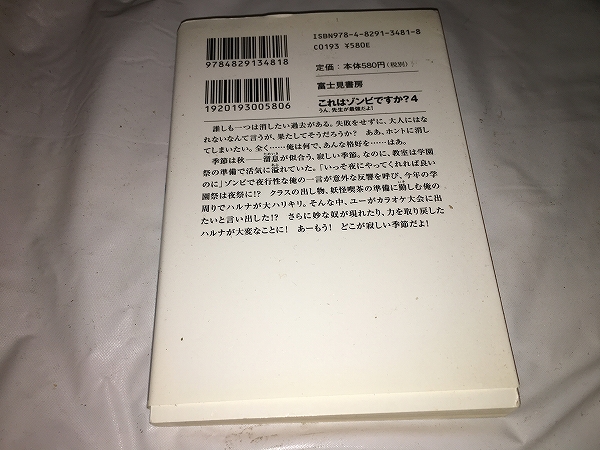 ISBN978-4-8291-3481-8
C0193 ¥580E
9784829134818
定価：本体580円(税別)
富士見書房
1920193005806
これはゾンビですか？4
うん、先生が最強だよ！
誰しも一つは消したい過去がある。失敗をせずに、大人にはな
れないなんて言うが、果たしてそうだろうか？　ああ、ホントに消し
てしまいたい。全く……俺は何で、あんな格好を……はあ。
季節は秋――溜息が似合う、寂しい季節。なのに、教室は学園
祭の準備で活気に溢れていた。「いっそ夜にやってくれれば良い
のに」ゾンビで夜行性な俺の一言が意外な反響を呼び、今年の学
園祭は夜祭に!?　クラスの出し物、妖怪喫茶の準備に勤しむ俺の
周りでハルナが大ハリキリ。そんな中、ユーがカラオケ大会に出
たいと言い出した!?　さらに妙な奴が現れたり、力を取り戻した
ハルナが大変なことに！　あーもう！　どこが寂しい季節だよ！